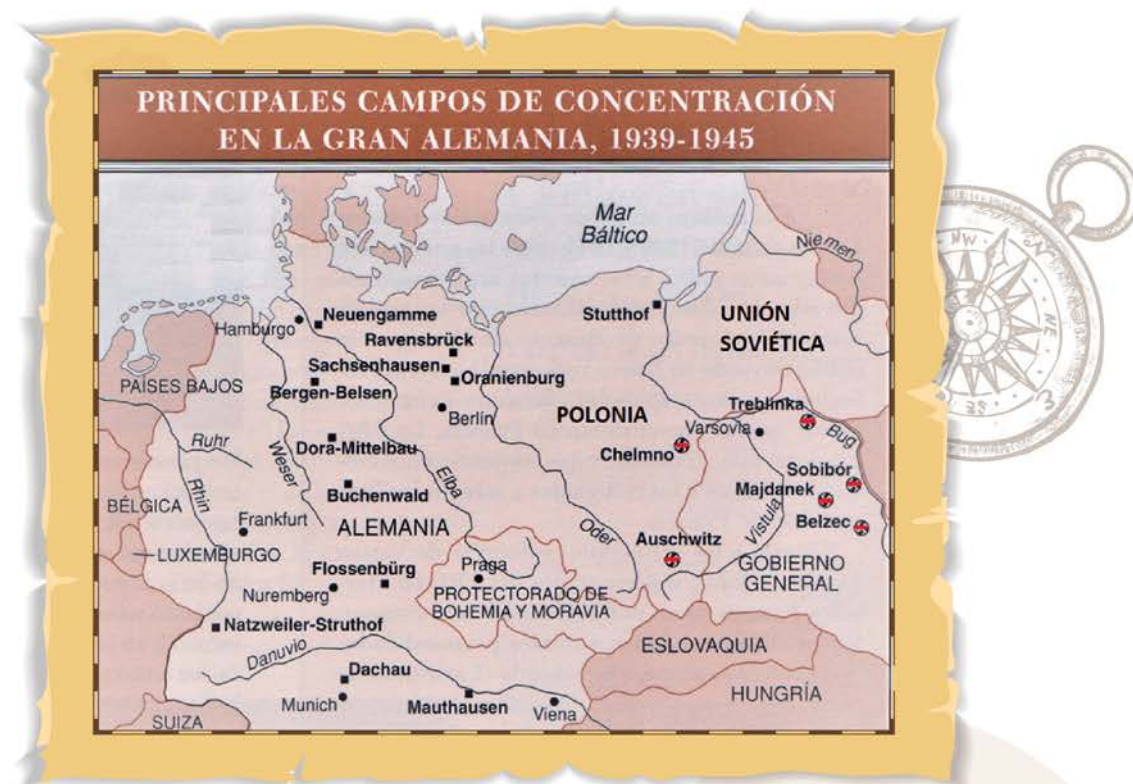 PRINCIPALES CAMPOS DE CONCENTRACIÓN
EN LA GRAN ALEMANIA, 1939-1945
Mar
Báltico
Niemen
Stutthof
UNIÓN
SOVIÉTICA
Hamburgo
Neuengamme
Ravensbrück
Sachsenhausen
Oranienburg
PAÍSES BAJOS
Bergen-Belsen
Berlín
POLONIA
Treblinka
Varsovia
Bug
Chelmno
Ruhr
Weser
Dora-Mittelbau
Elba
Sobibór
Rhin
Majdanek
Buchenwald
BÉLGICA
Frankfurt
ALEMANIA
Oder
Vistula
Belzec
Auschwitz
LUXEMBURGO
Flossenbürg
Praga
GOBIERNO
GENERAL
Nuremberg
PROTECTORADO DE
BOHEMIA Y MORAVIA
Natzweiler-Struthof
ESLOVAQUIA
Danuvio
Dachau
HUNGRÍA
Munich
Mauthausen
Viena
SUIZA
NW
NE
SE